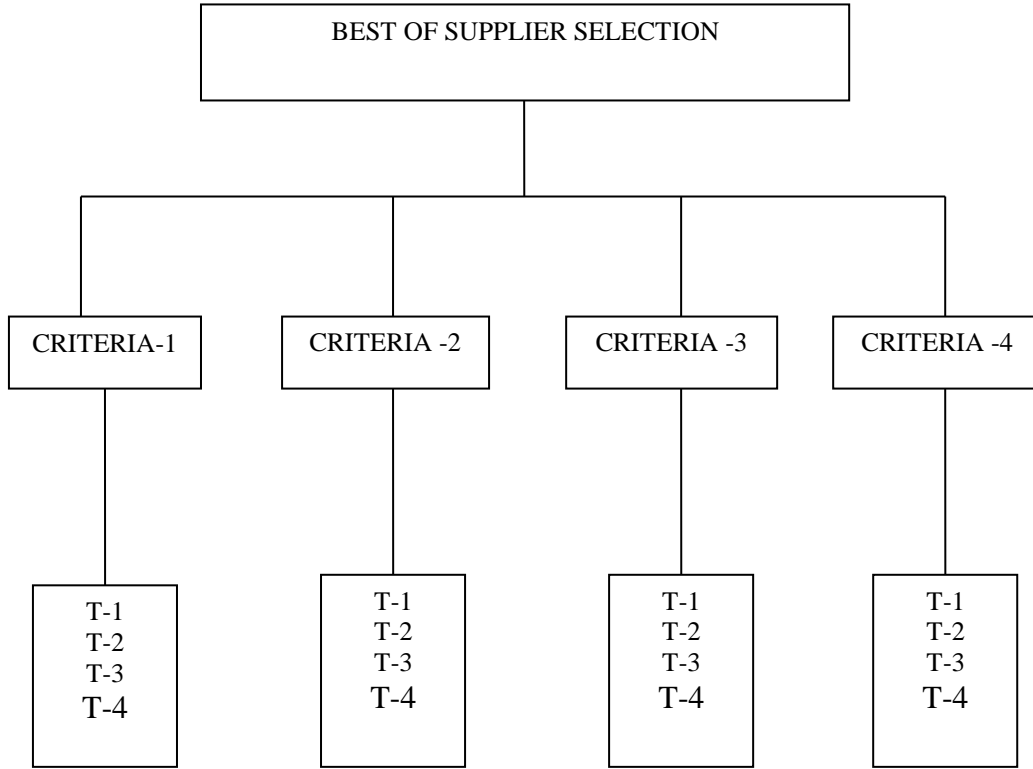 BEST OF SUPPLIER SELECTION
CRITERIA-1
CRITERIA -2
CRITERIA -3
CRITERIA -4
T-1
T-2
T-3
T-4
T-1
T-2
T-3
T-4
T-1
T-2
T-3
T-4
T-1
T-2
T-3
T-4